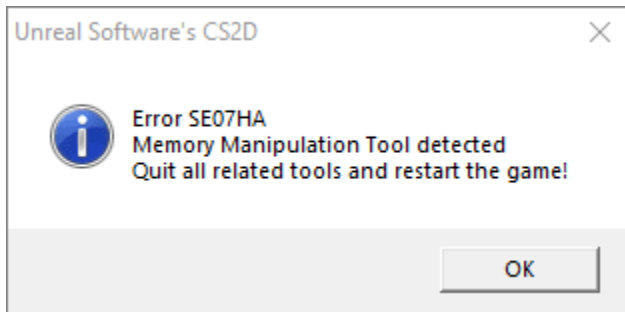 Unreal Software's CS2D
Error SE07HA
Memory Manipulation Tool detected
Quit all related tools and restart the game!
OK